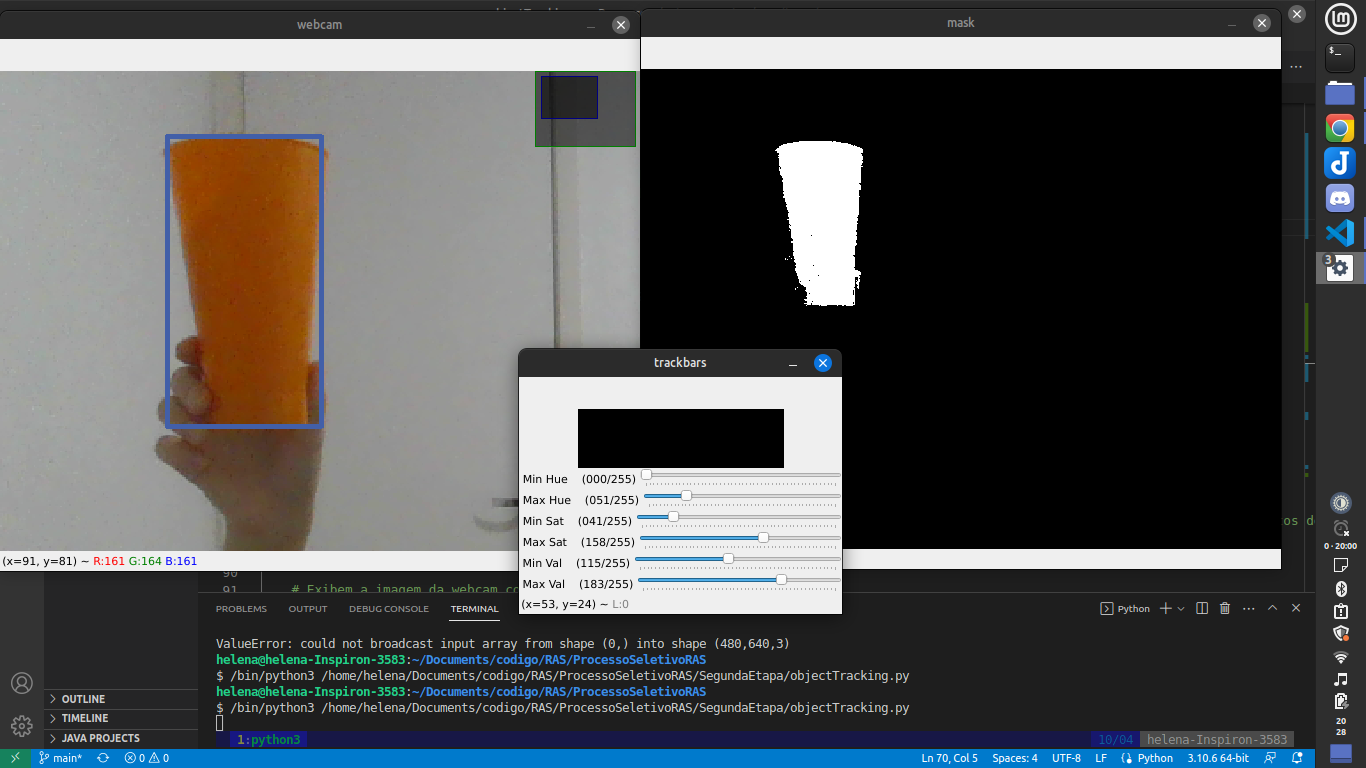 webcam
mask
(x=91, y=81) ~ R:161 G:164 B:161
trackbars
Min Hue (000/255)
Max Hue (051/255)
Min Sat (041/255)
Max Sat (158/255)
Min Val (115/255)
Max Val (183/255)
(x=53, y=24) ~ L:0
90
91 # Exibem a imagem da webcam co
os d
PROBLEMS OUTPUT DEBUG CONSOLE TERMINAL
Python
ValueError: could not broadcast input array from shape (0,) into shape (480,640,3)
helena@helena-Inspiron-3583:~/Documents/codigo/RAS/ProcessoSeletivoRAS
$ /bin/python3 /home/helena/Documents/codigo/RAS/ProcessoSeletivoRAS/SegundaEtapa/objectTracking.py
helena@helena-Inspiron-3583:~/Documents/codigo/RAS/ProcessoSeletivoRAS
$ /bin/python3 /home/helena/Documents/codigo/RAS/ProcessoSeletivoRAS/SegundaEtapa/objectTracking.py
1:python3 10/04 helena-Inspiron-3583
OUTLINE
TIMELINE
JAVA PROJECTS
main* 0 0 Ln 70, Col 5 Spaces: 4 UTF-8 LF Python 3.10.6 64-bit
3
0 · 20:00
20
28